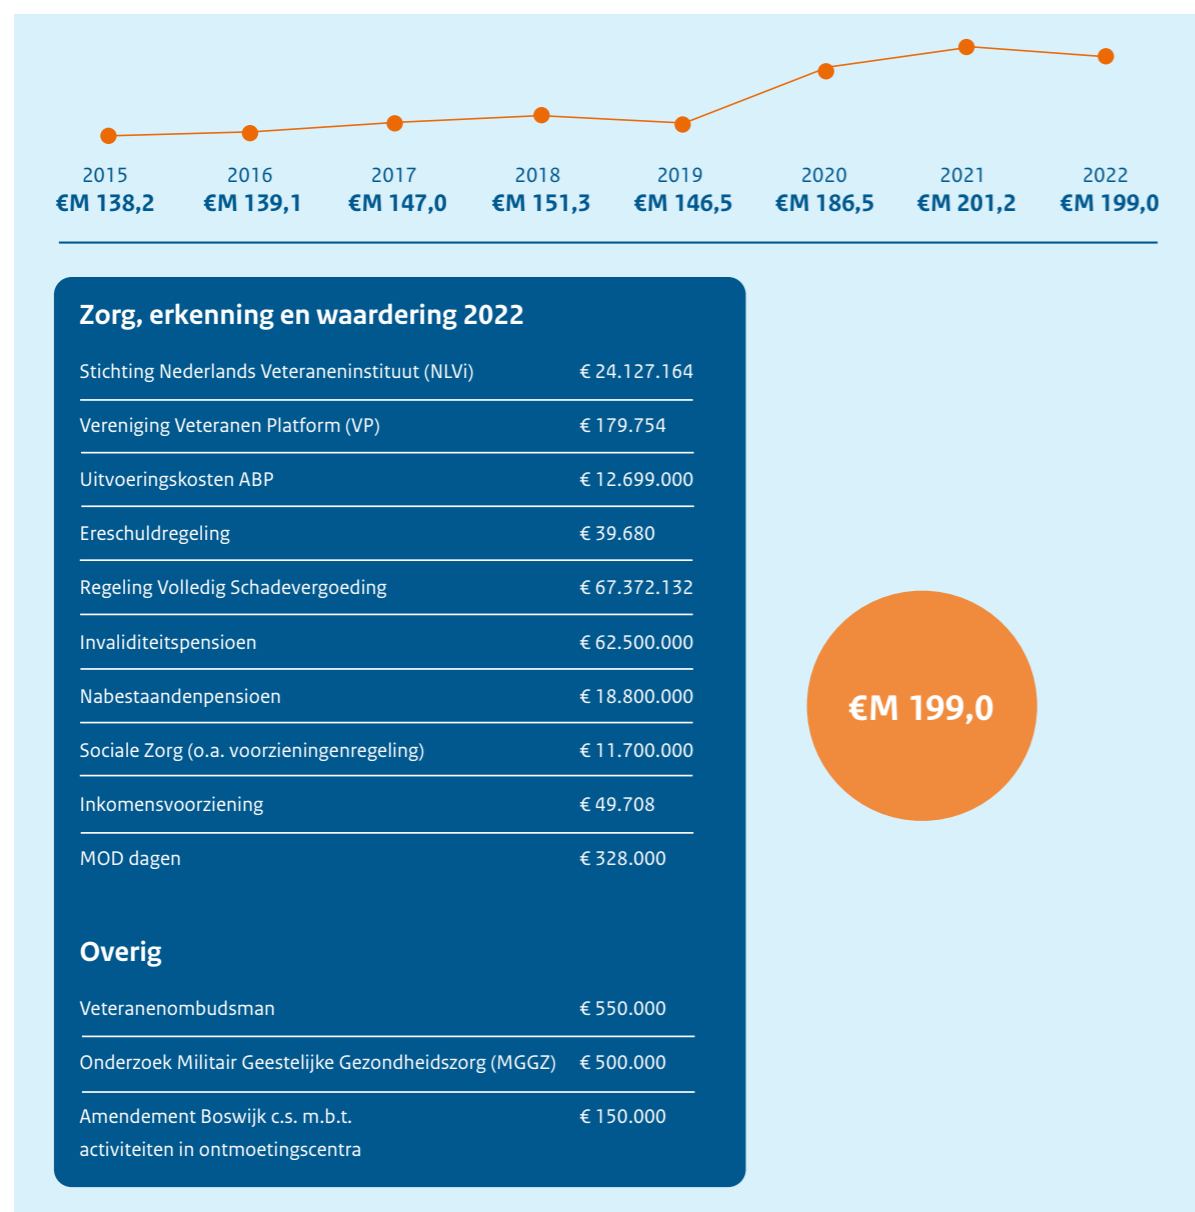 2015 2016 2017 2018 2019 2020 2021 2022
€M 138,2 €M 139,1 €M 147,0 €M 151,3 €M 146,5 €M 186,5 €M 201,2 €M 199,0
Zorg, erkenning en waardering 2022
Stichting Nederlands Veteraneninstituut (NLVi) € 24.127.164
Vereniging Veteranen Platform (VP) € 179.754
Uitvoeringskosten ABP € 12.699.000
Ereschuldregeling € 39.680
Regeling Volledig Schadevergoeding € 67.372.132
Invaliditeitspensioen € 62.500.000
Nabestaandenpensioen € 18.800.000
Sociale Zorg (o.a. voorzieningenregeling) € 11.700.000
Inkomensvoorziening € 49.708
MOD dagen € 328.000
Overig
Veteranenombudsman € 550.000
Onderzoek Militair Geestelijke Gezondheidszorg (MGGZ) € 500.000
Amendement Boswijk c.s. m.b.t. € 150.000
activiteiten in ontmoetingscentra
€M 199,0